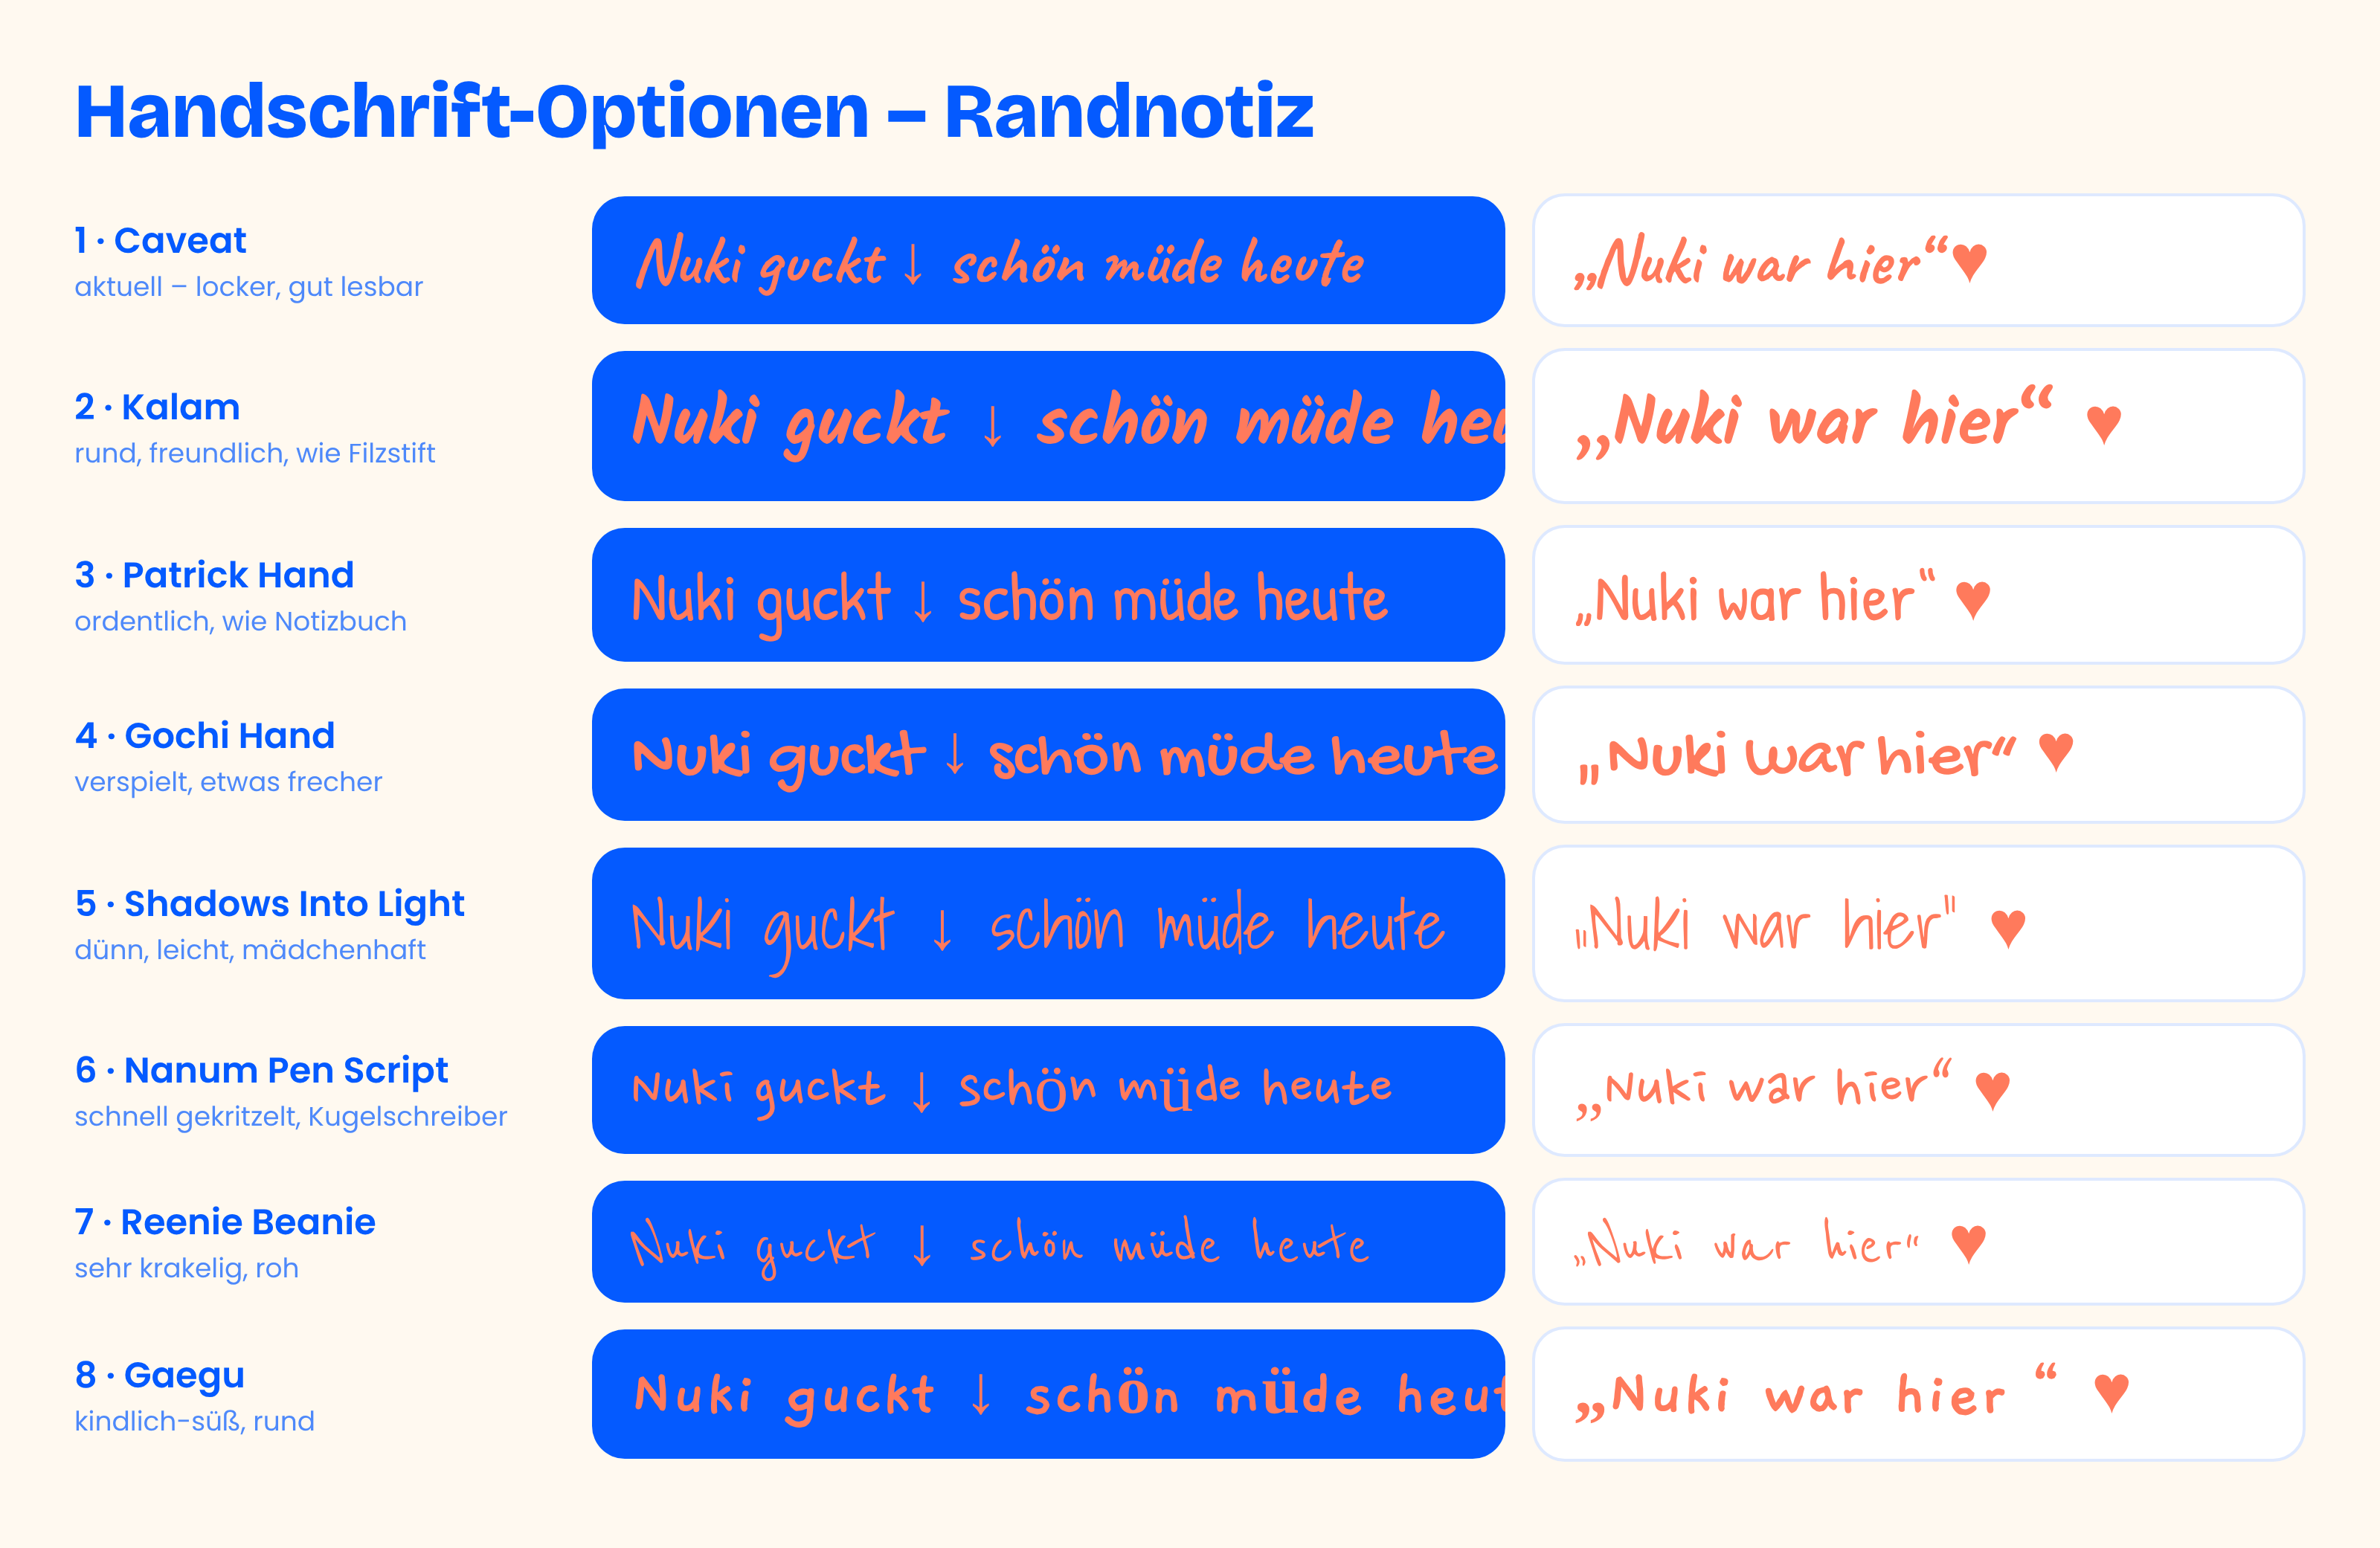 Handschrift-Optionen – Randnotiz
1 · Caveat
aktuell – locker, gut lesbar
Nuki guckt ↓ schön müde heute
„Nuki war hier“♥
2 · Kalam
rund, freundlich, wie Filzstift
Nuki guckt ↓ schön müde heu
„Nuki war hier“ ♥
3 · Patrick Hand
ordentlich, wie Notizbuch
Nuki guckt ↓ schön müde heute
„Nuki war hier“ ♥
4 · Gochi Hand
verspielt, etwas frecher
Nuki guckt ↓ schön müde heute
„Nuki war hier“ ♥
5 · Shadows Into Light
dünn, leicht, mädchenhaft
Nuki guckt ↓ schön müde heute
„Nuki war hier“ ♥
6 · Nanum Pen Script
schnell gekritzelt, Kugelschreiber
Nuki guckt ↓ schön müde heute
„Nuki war hier“ ♥
7 · Reenie Beanie
sehr krakelig, roh
Nuki guckt ↓ schön müde heute
„Nuki war hier“ ♥
8 · Gaegu
kindlich-süß, rund
Nuki guckt ↓ schön müde heut
„Nuki war hier“ ♥